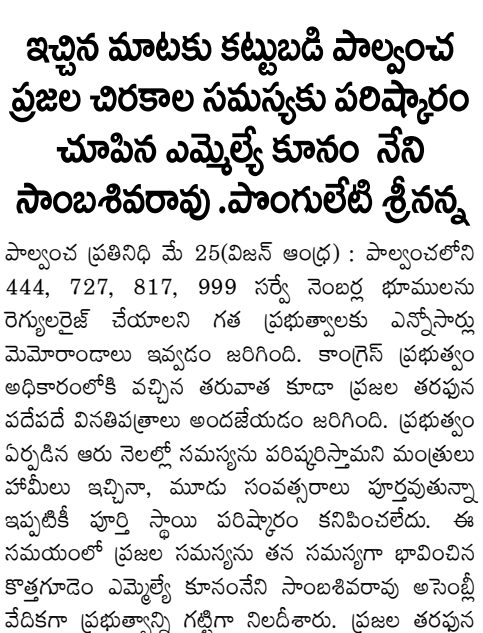 ఇచ్చిన మాటకు కట్టుబడి పాల్వంచ
ప్రజల చిరకాల సమస్యకు పరిష్కారం
చూపిన ఎమ్మెల్యే కూనం నేని
సాంబశివరావు .పొంగులేటి శ్రీనన్న
పాల్వంచ ప్రతినిధి మే 25(విజన్ ఆంధ్ర) : పాల్వంచలోని
444, 727, 817, 999 సర్వే నెంబర్ల భూములను
రెగ్యులరైజ్ చేయాలని గత ప్రభుత్వాలకు ఎన్నోసార్లు
మెమోరాండాలు ఇవ్వడం జరిగింది. కాంగ్రెస్ ప్రభుత్వం
అధికారంలోకి వచ్చిన తరువాత కూడా ప్రజల తరఫున
పదేపదే వినతిపత్రాలు అందజేయడం జరిగింది. ప్రభుత్వం
ఏర్పడిన ఆరు నెలల్లో సమస్యను పరిష్కరిస్తామని మంత్రులు
హామీలు ఇచ్చినా, మూడు సంవత్సరాలు పూర్తవుతున్నా
ఇప్పటికీ పూర్తి స్థాయి పరిష్కారం కనిపించలేదు. ఈ
సమయంలో ప్రజల సమస్యను తన సమస్యగా భావించిన
కొత్తగూడెం ఎమ్మెల్యే కూనంనేని సాంబశివరావు అసెంబ్లీ
వేదికగా ప్రభుత్వాన్ని గట్టిగా నిలదీశారు. ప్రజల తరఫున